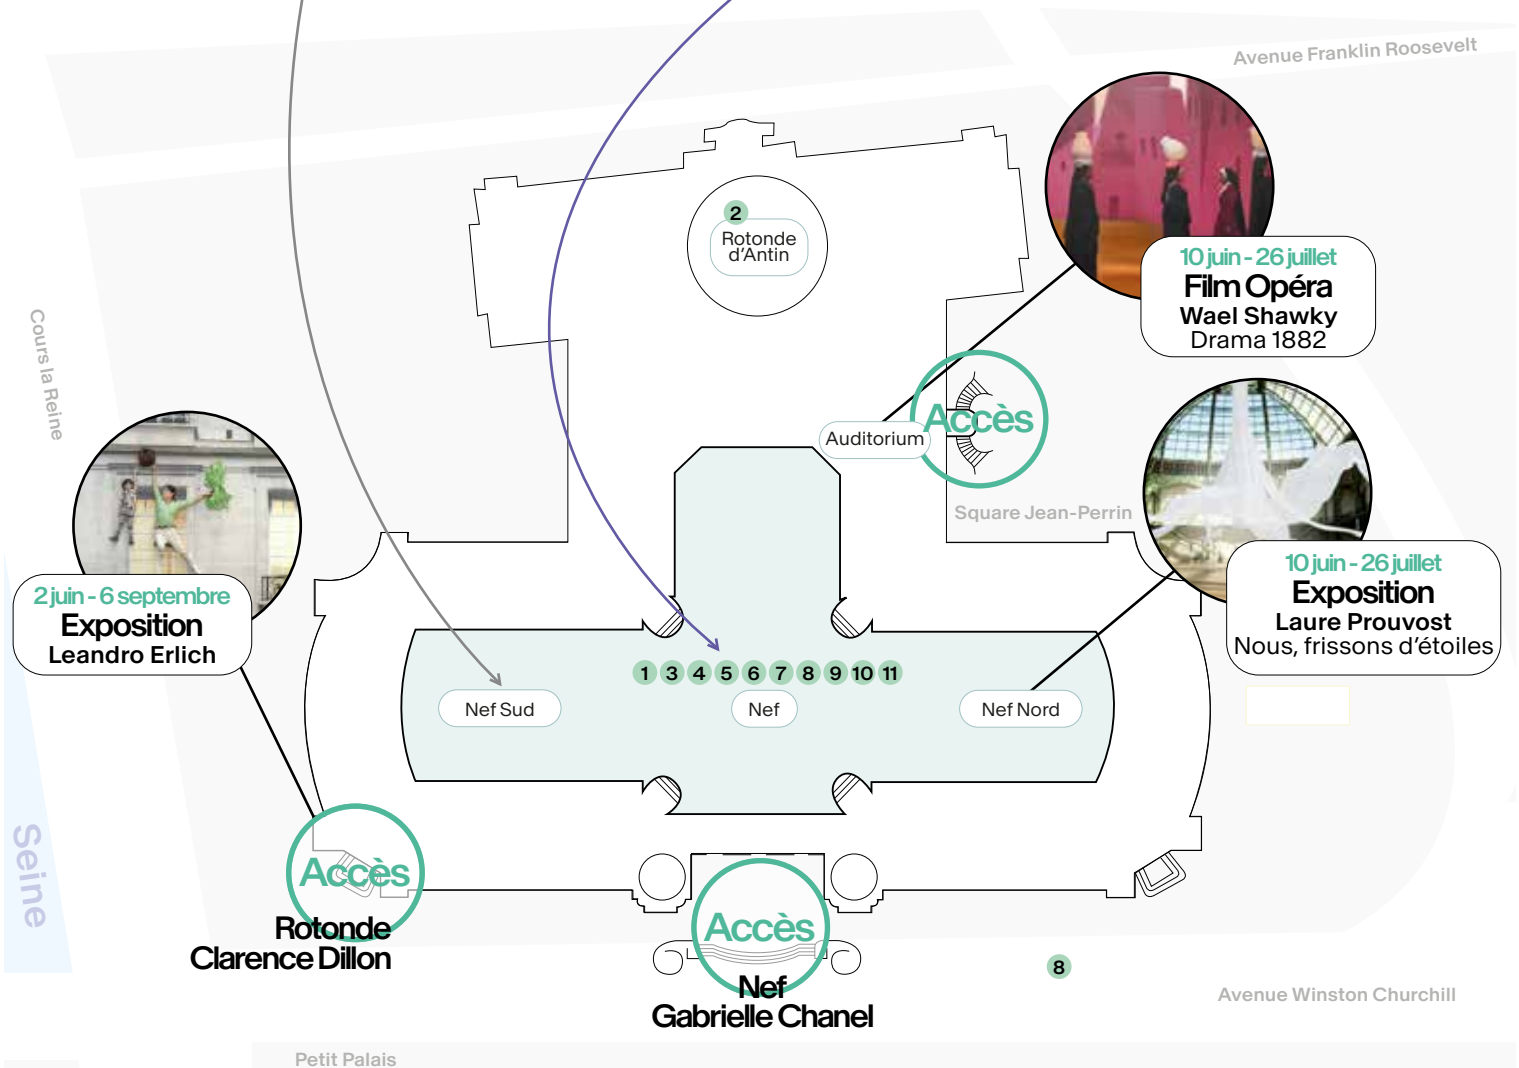 Avenue Franklin Roosevelt
2
Rotonde
d’Antin
10 juin - 26 juillet
Film Opéra
Wael Shawky
Drama 1882
Cours la Reine
Accès
Auditorium
Square Jean-Perrin
10 juin - 26 juillet
Exposition
Laure Prouvost
Nous, frissons d’étoiles
2 juin - 6 septembre
Exposition
Leandro Erlich
1 3 4 5 6 7 8 9 10 11
Nef Sud
Nef
Nef Nord
Seine
Accès
Rotonde
Clarence Dillon
Accès
Nef
Gabrielle Chanel
8
Avenue Winston Churchill
Petit Palais